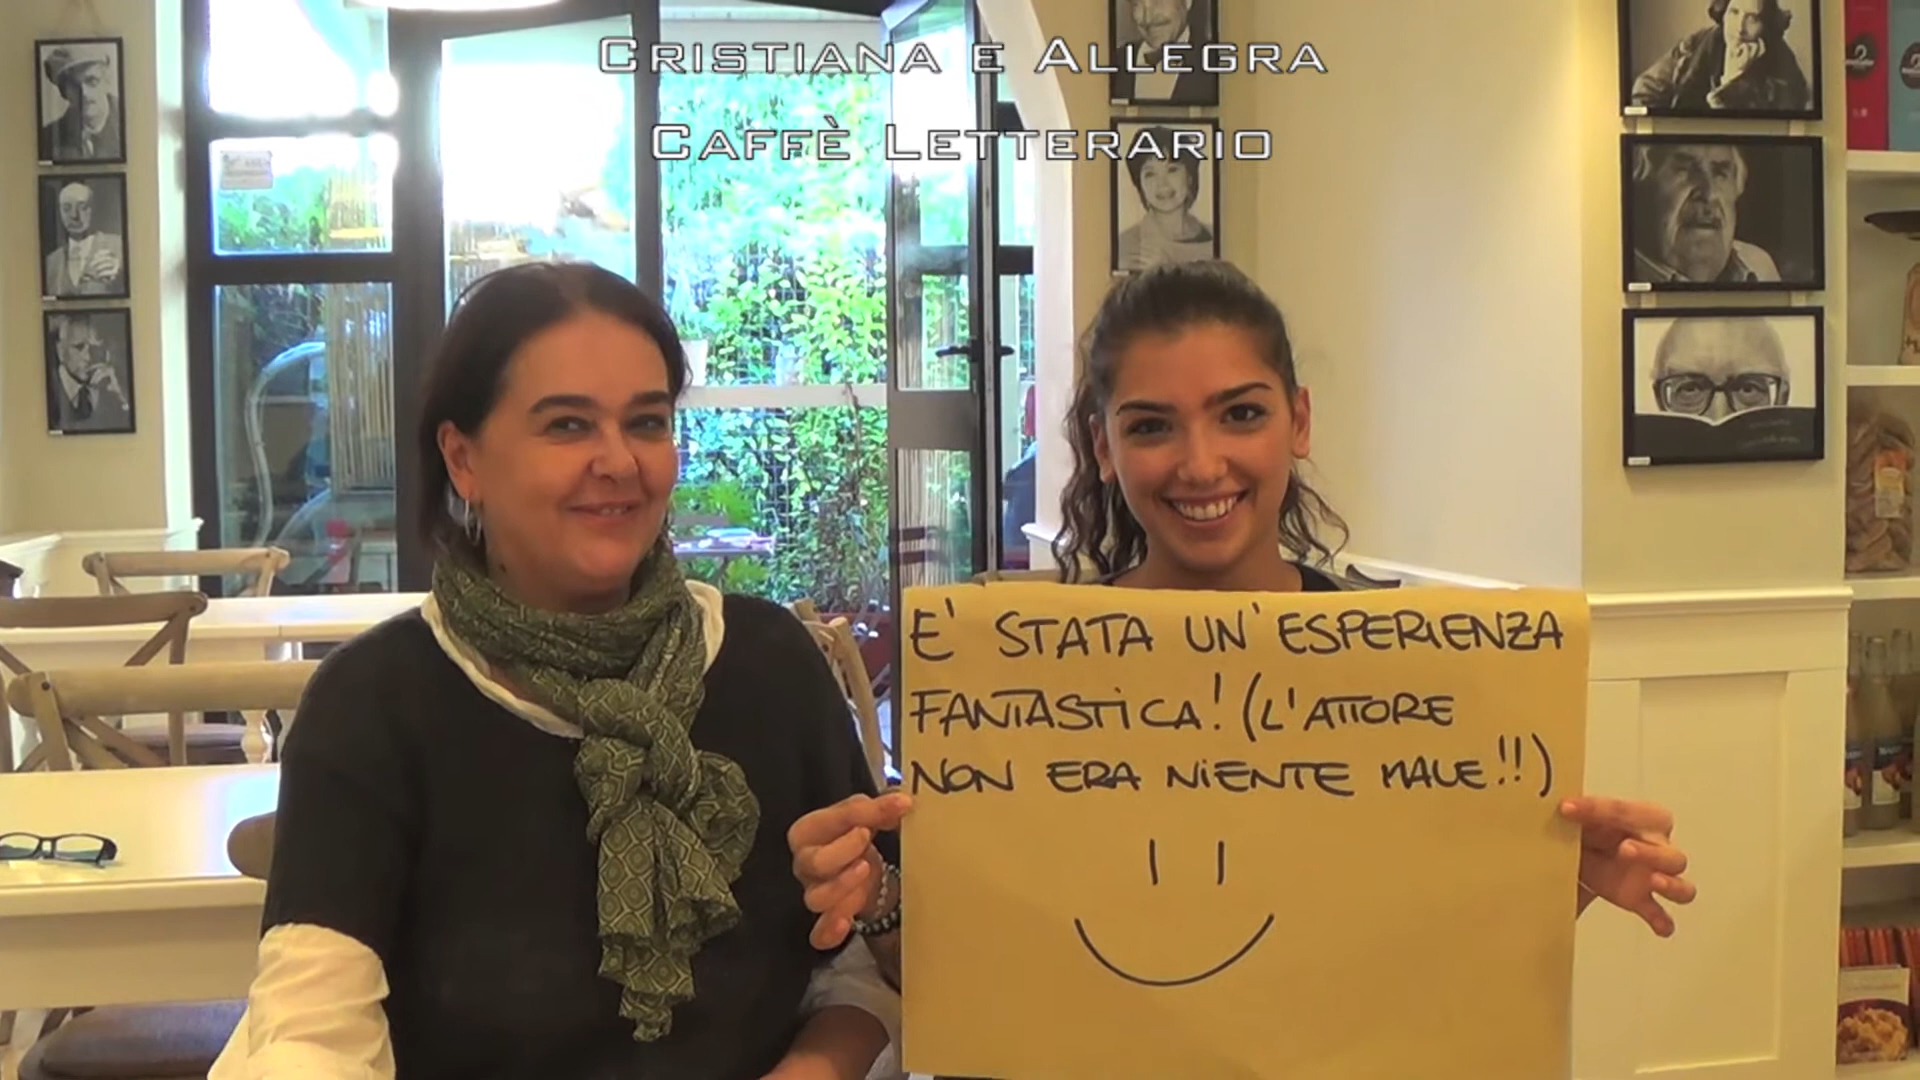 CRISTIANA E ALLEGRA
CAFFÈ LETTERARIO
E' STATA UN'ESPERIENZA
FANTASTICA! (L'ATTORE
NON ERA NIENTE MALE!!)